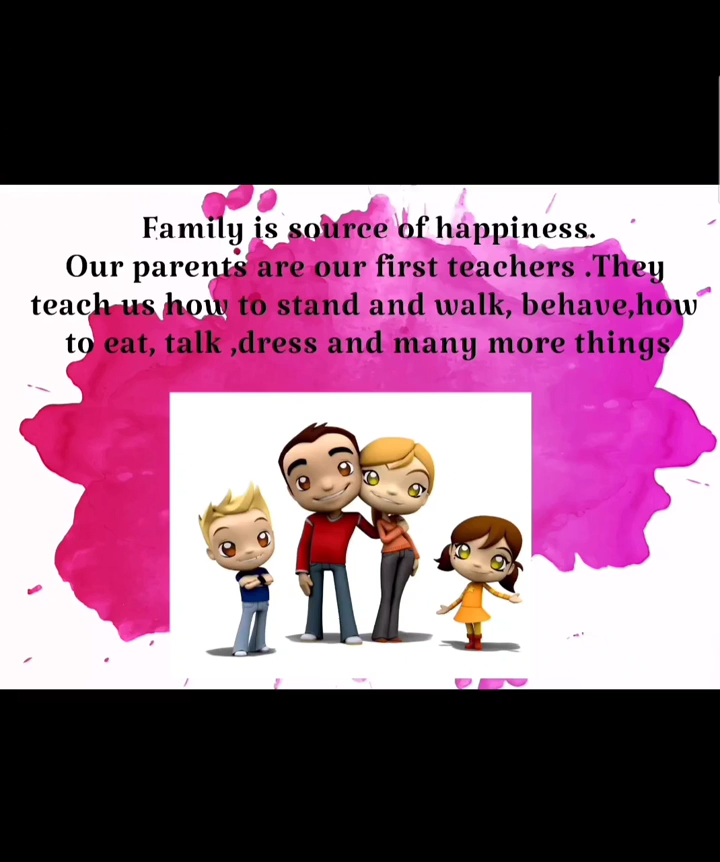 Family is source of happiness.
Our parents are our first teachers .They
teach us how to stand and walk, behave,how
to eat, talk ,dress and many more things